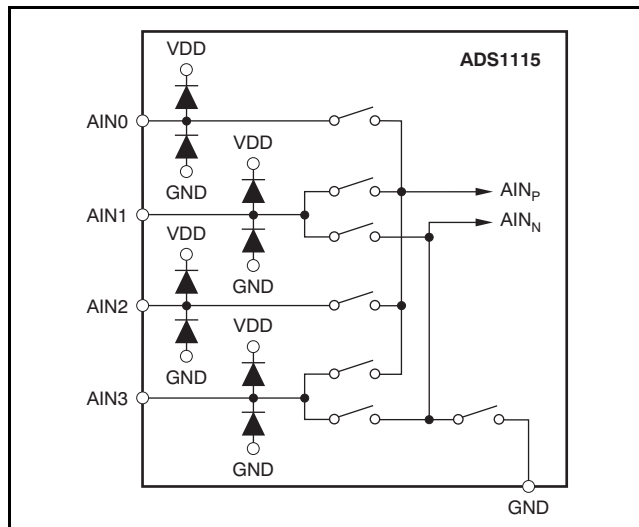 VDD
ADS1115
AIN0
VDD
GND
AINP
AIN1
AINN
VDD
GND
AIN2
VDD
GND
AIN3
GND
GND